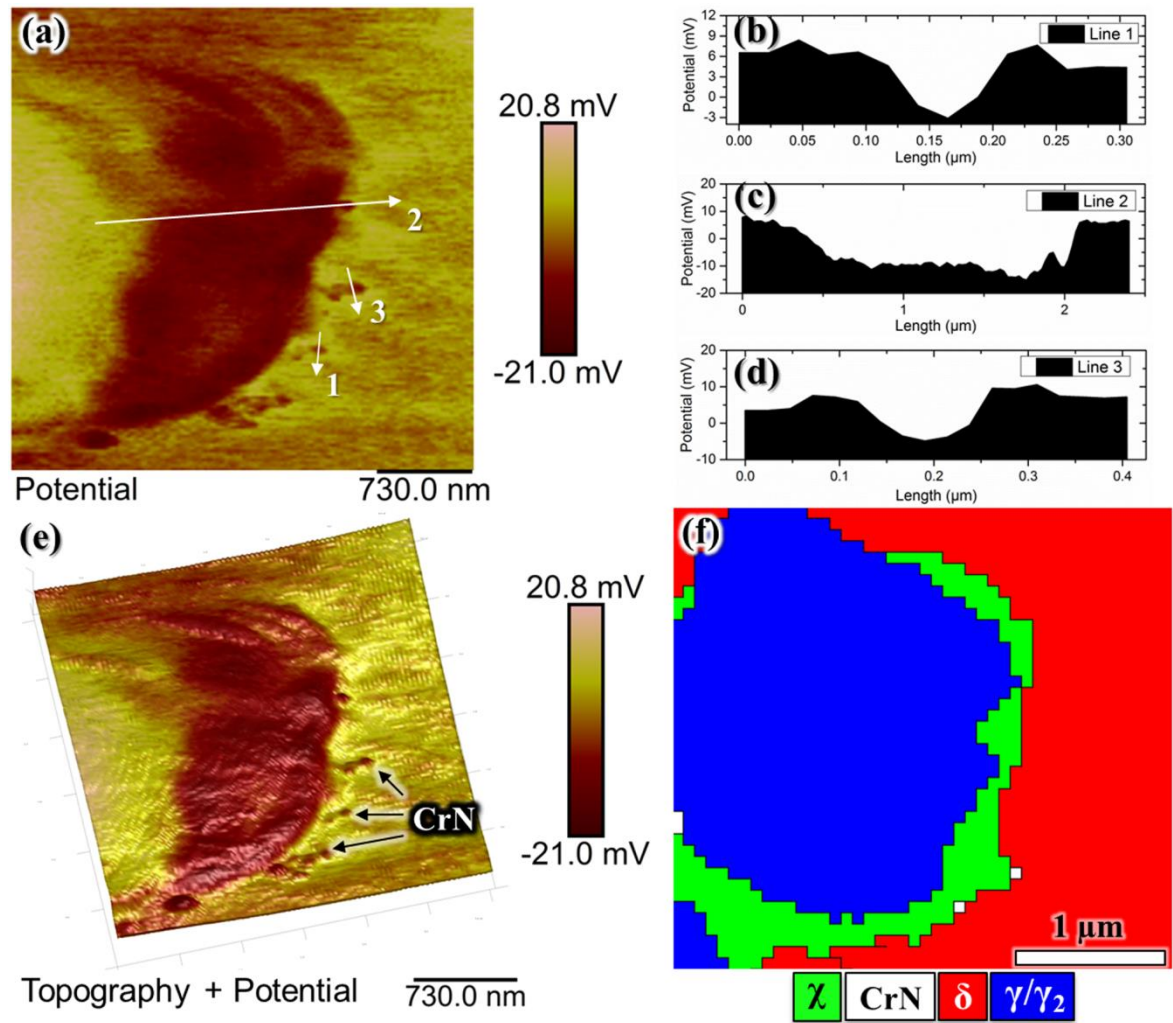 (a)
20.8 mV
-21.0 mV
2
3
1
Potential
730.0 nm
(b)
Line 1
Potential (mV)
12
9
6
3
0
-3
0.00 0.05 0.10 0.15 0.20 0.25 0.30
Length (µm)
(c)
Line 2
Potential (mV)
20
10
0
-10
-20
0 1 2
Length (µm)
(d)
Line 3
Potential (mV)
20
10
0
-10
0.0 0.1 0.2 0.3 0.4
Length (µm)
(e)
20.8 mV
-21.0 mV
CrN
Topography + Potential
730.0 nm
(f)
1 µm
χ CrN δ γ/γ2